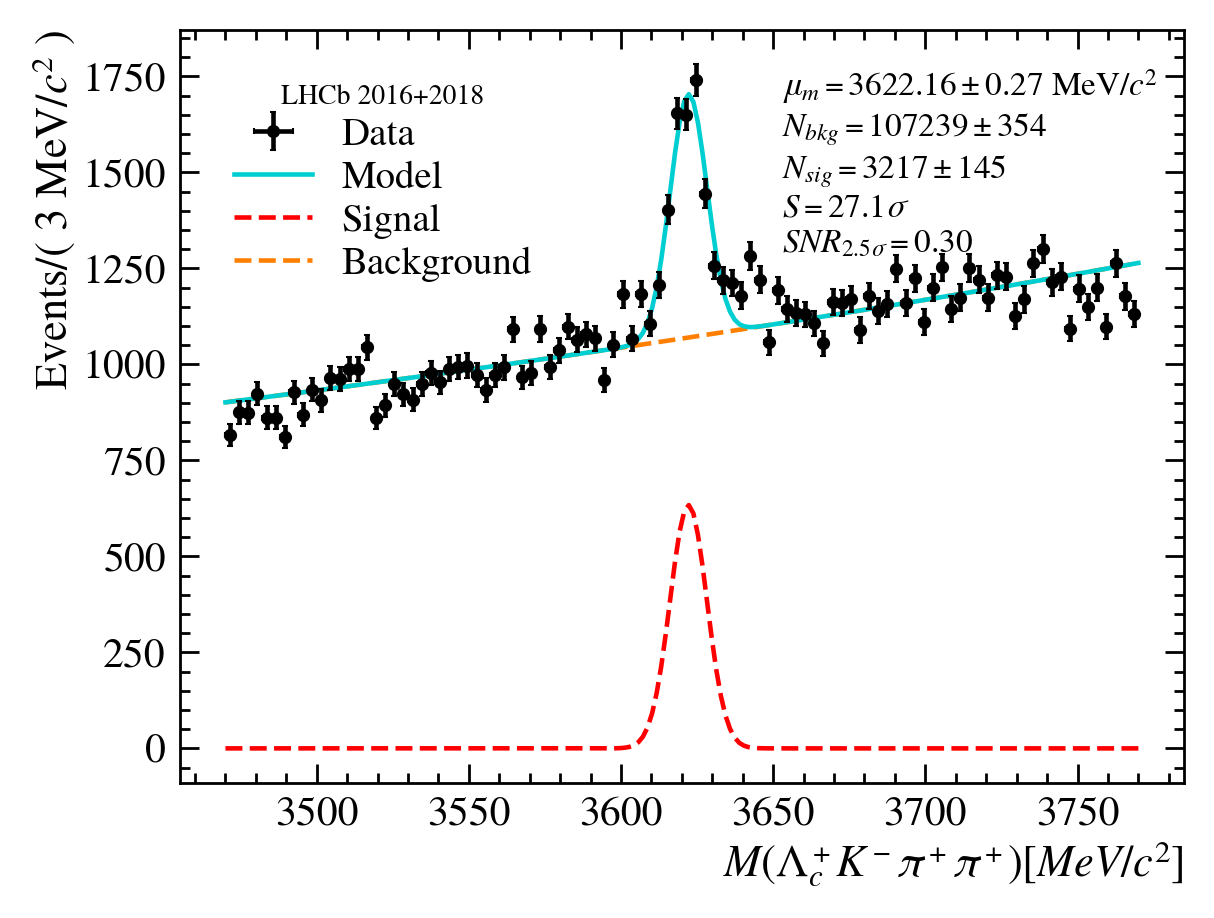 Events/( 3 MeV/c² )
1750
1500
1250
1000
750
500
250
0
LHCb 2016+2018
Data
Model
Signal
Background
μ_m = 3622.16 ± 0.27 MeV/c²
N_bkg = 107239 ± 354
N_sig = 3217 ± 145
S = 27.1σ
SNR_2.5σ = 0.30
3500 3550 3600 3650 3700 3750
M(Λ_c^+ K^- π^+ π^+)[MeV/c²]